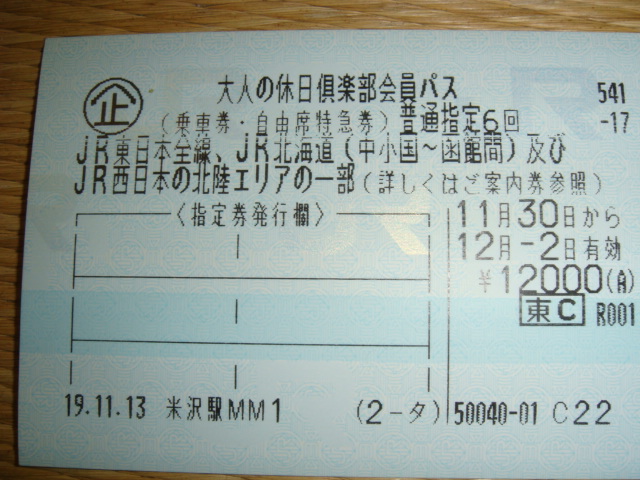 大人の休日倶楽部会員パス 541
企 (乗車券・自由席特急券)普通指定6回 -17
JR東日本全線、JR北海道(中小国~函館間)及び
JR西日本の北陸エリアの一部(詳しくはご案内券参照)
〈指定券発行欄〉 11月30日から
12月-2日有効
¥12000(A)
東C R001
19.11.13 米沢駅MM1 (2-タ) 50040-01 C22